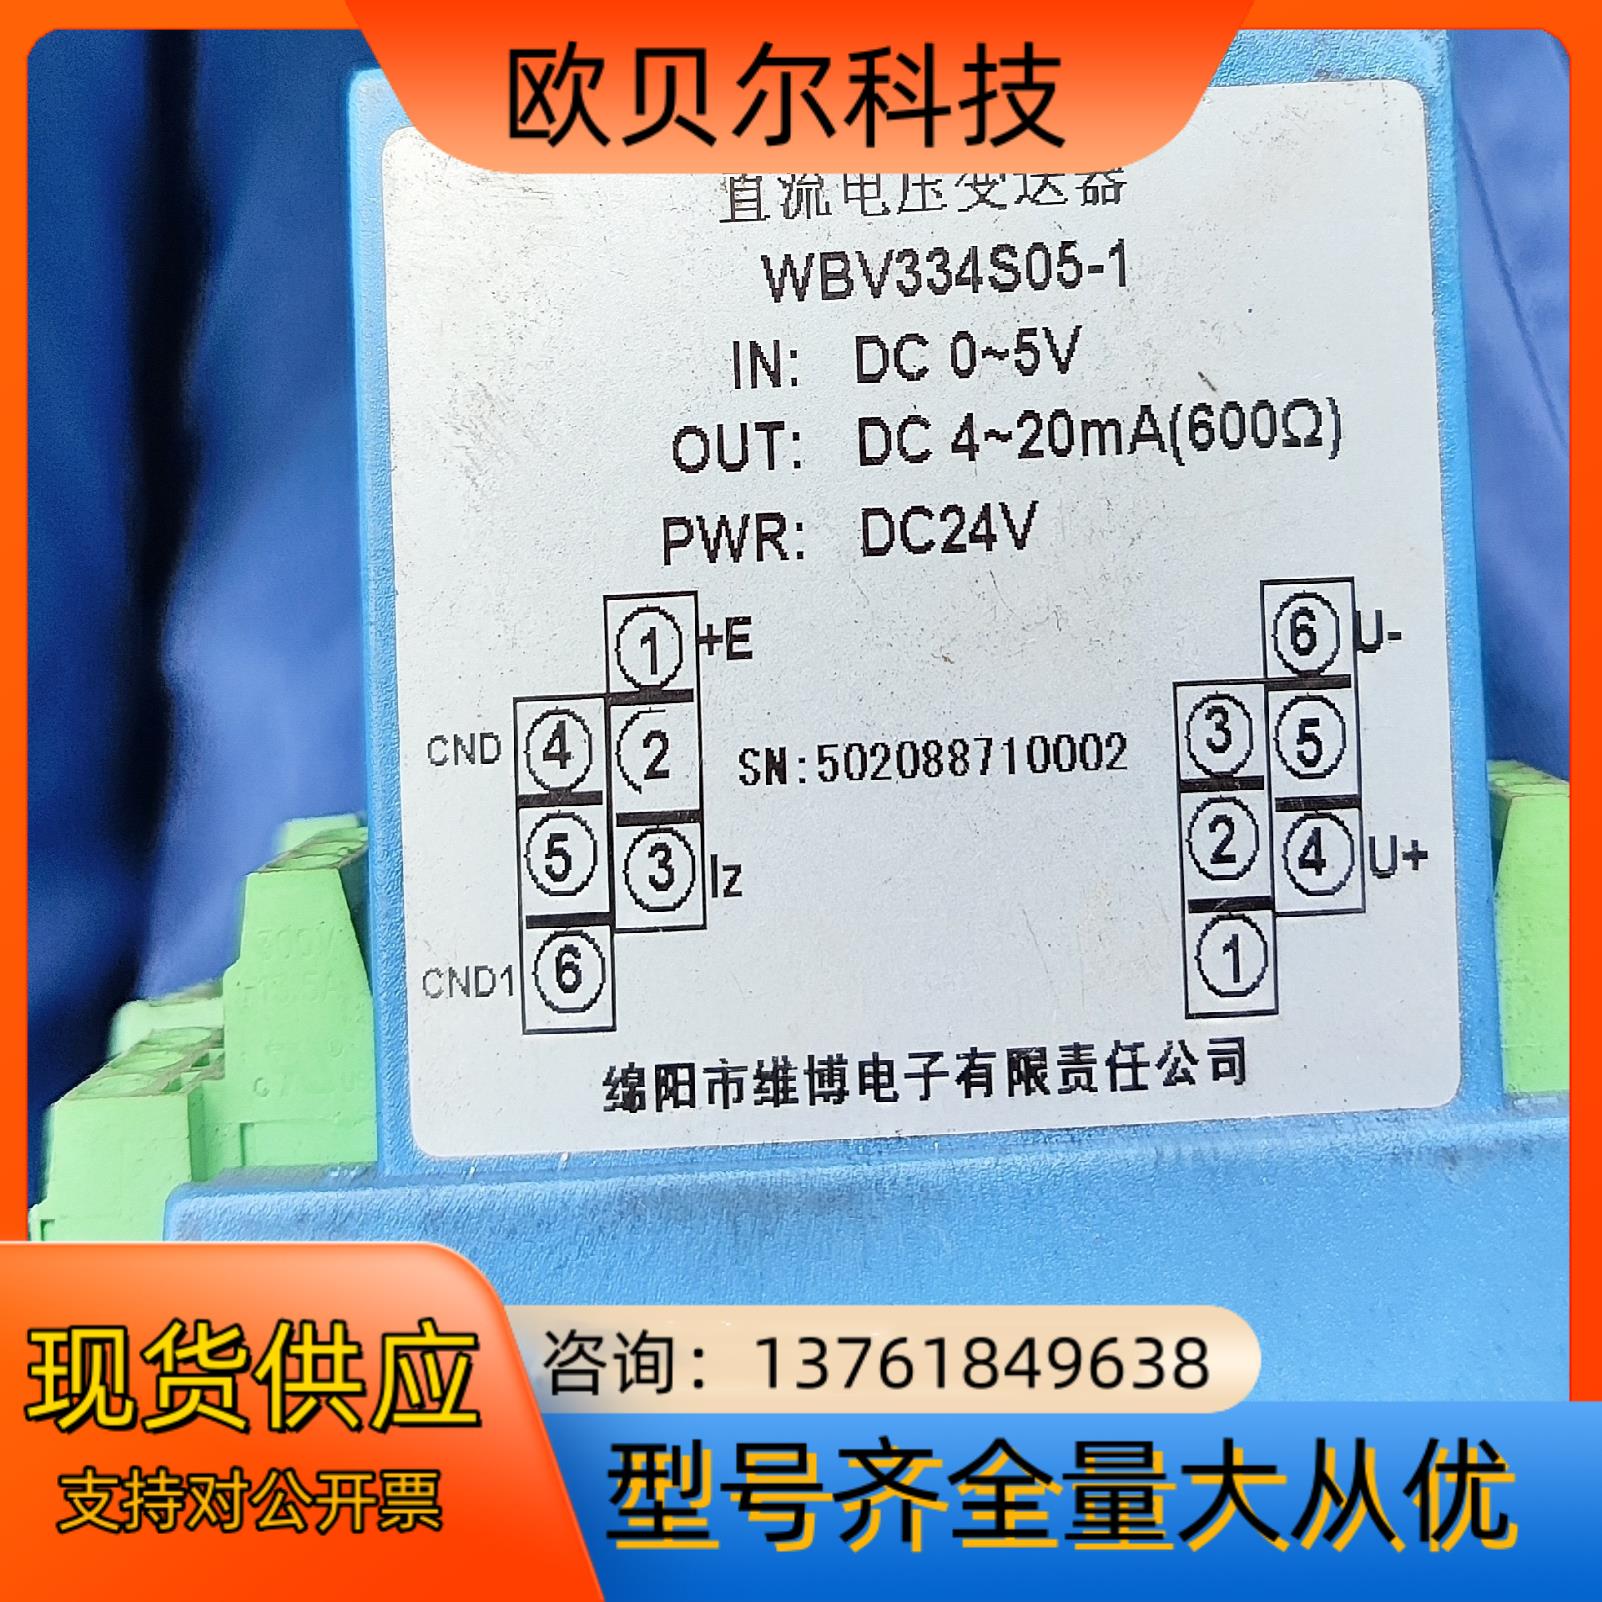 欧贝尔科技
直流电压变送器
WBV334S05-1
IN: DC 0~5V
OUT: DC 4~20mA(600Ω)
PWR: DC24V
1 +E
6 U-
CND 4 2
SN:502088710002
3 5
5 3 Iz
2 4 U+
CND1 6
1
绵阳市维博电子有限责任公司
现货供应
支持对公开票
咨询：13761849638
型号齐全量大从优